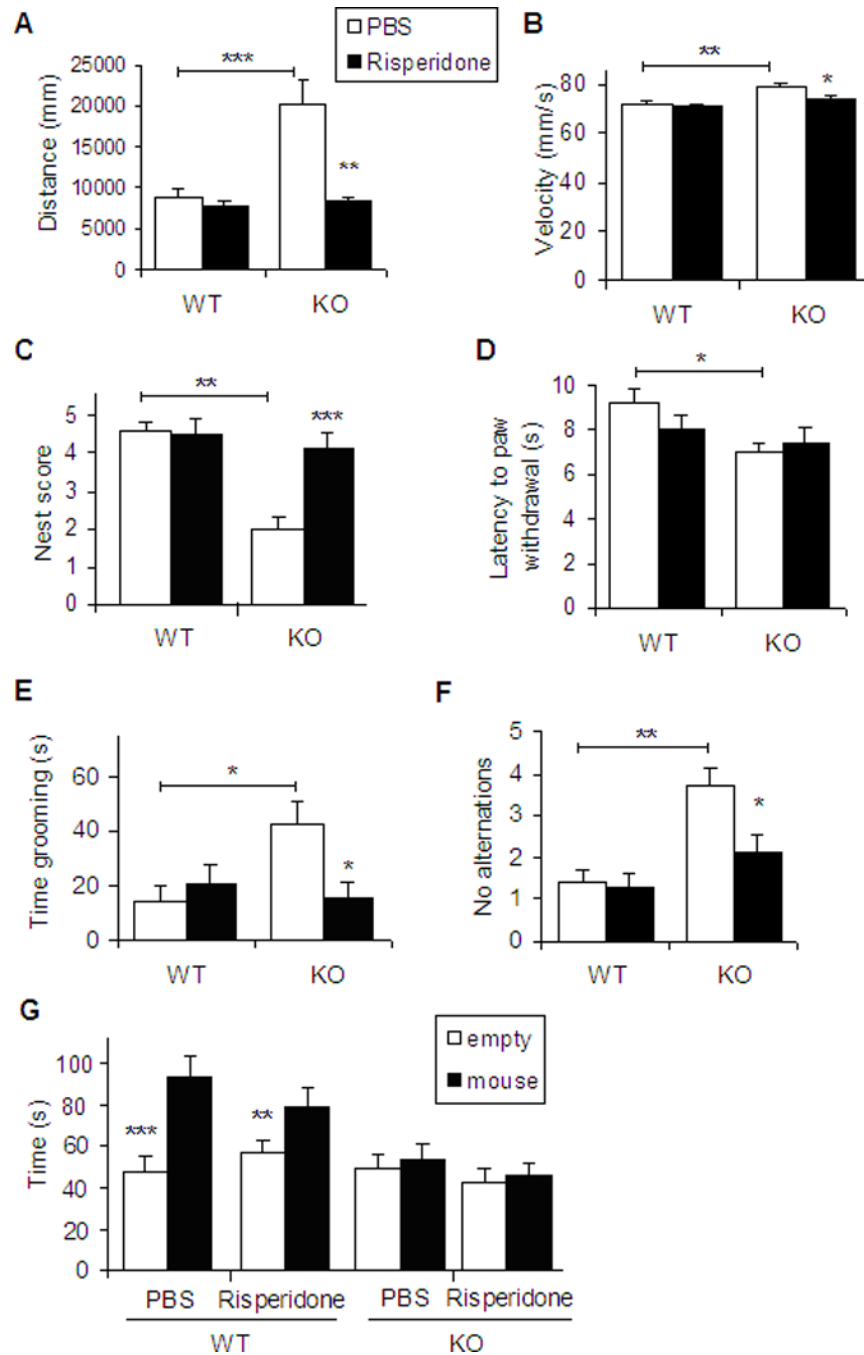 A
PBS
Risperidone
Distance (mm)
25000
20000
15000
10000
5000
0
***
**
WT
KO
B
Velocity (mm/s)
80
60
40
20
0
**
*
WT
KO
C
Nest score
5
4
3
2
1
0
**
***
WT
KO
D
Latency to paw
withdrawal (s)
10
8
6
4
2
0
*
WT
KO
E
Time grooming (s)
60
40
20
0
*
*
WT
KO
F
No alternations
5
4
3
2
1
0
**
*
WT
KO
G
empty
mouse
Time (s)
100
80
60
40
20
0
***
**
PBS
Risperidone
PBS
Risperidone
WT
KO